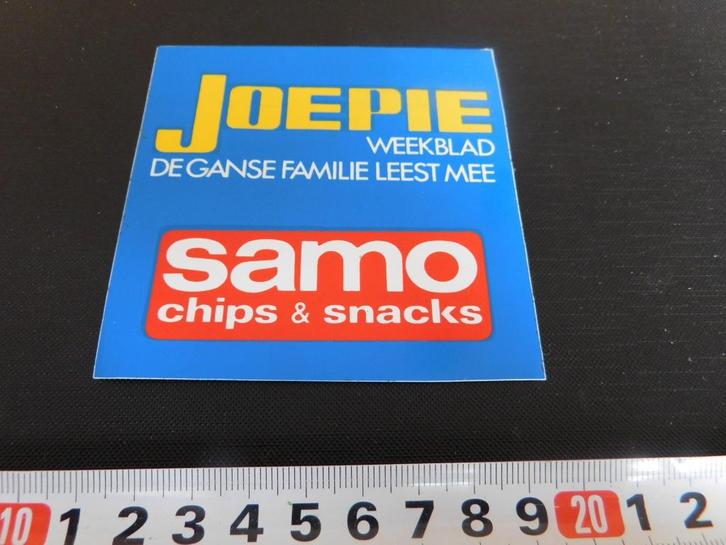 JOEPIE
WEEKBLAD
DE GANSE FAMILIE LEEST MEE
samo
chips & snacks
10 1 2 3 4 5 6 7 8 9 20 1 2